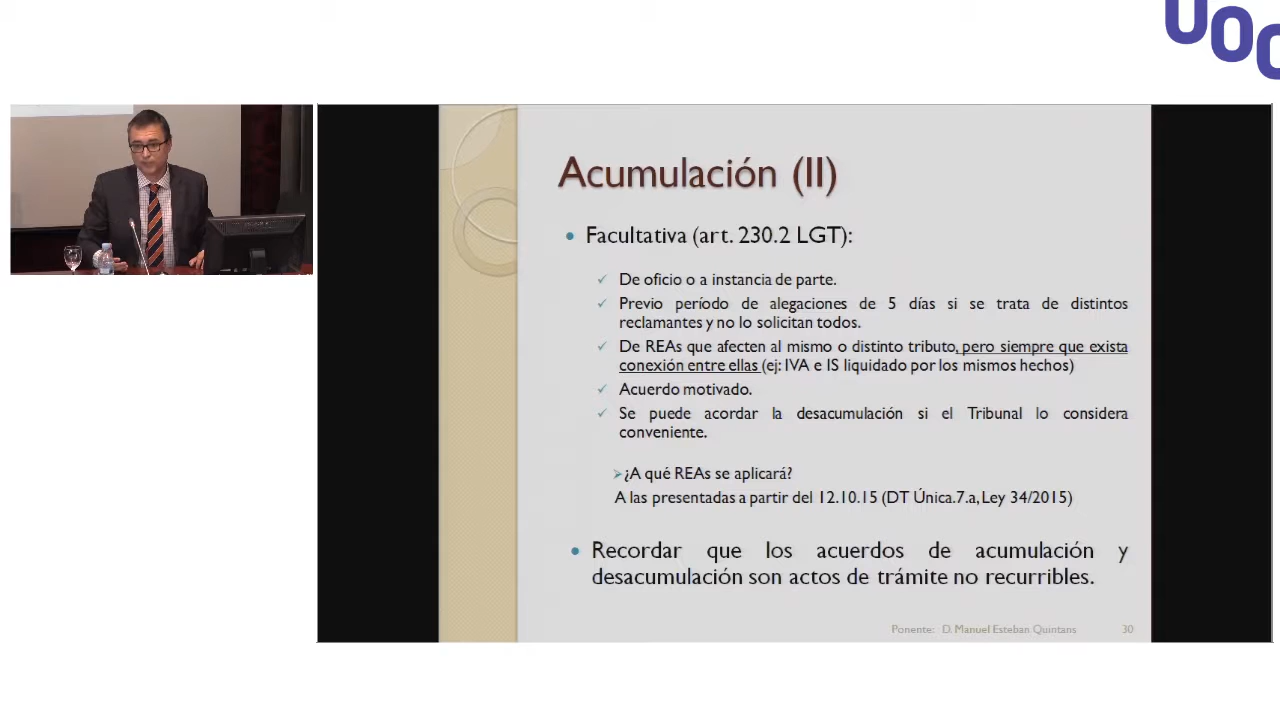 UOC
Acumulación (II)
Facultativa (art. 230.2 LGT):
De oficio o a instancia de parte.
Previo período de alegaciones de 5 días si se trata de distintos
reclamantes y no lo solicitan todos.
De REAs que afecten al mismo o distinto tributo, pero siempre que exista
conexión entre ellas (ej: IVA e IS liquidado por los mismos hechos)
Acuerdo motivado.
Se puede acordar la desacumulación si el Tribunal lo considera
conveniente.
¿A qué REAs se aplicará?
A las presentadas a partir del 12.10.15 (DT Única.7.a, Ley 34/2015)
Recordar que los acuerdos de acumulación y
desacumulación son actos de trámite no recurribles.
Ponente: D. Manuel Esteban Quintans 30